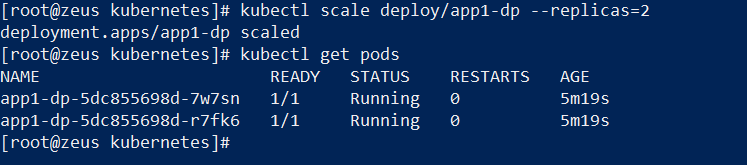 [root@zeus kubernetes]# kubectl scale deploy/app1-dp --replicas=2
deployment.apps/app1-dp scaled
[root@zeus kubernetes]# kubectl get pods
NAME READY STATUS RESTARTS AGE
app1-dp-5dc855698d-7w7sn 1/1 Running 0 5m19s
app1-dp-5dc855698d-r7fk6 1/1 Running 0 5m19s
[root@zeus kubernetes]#